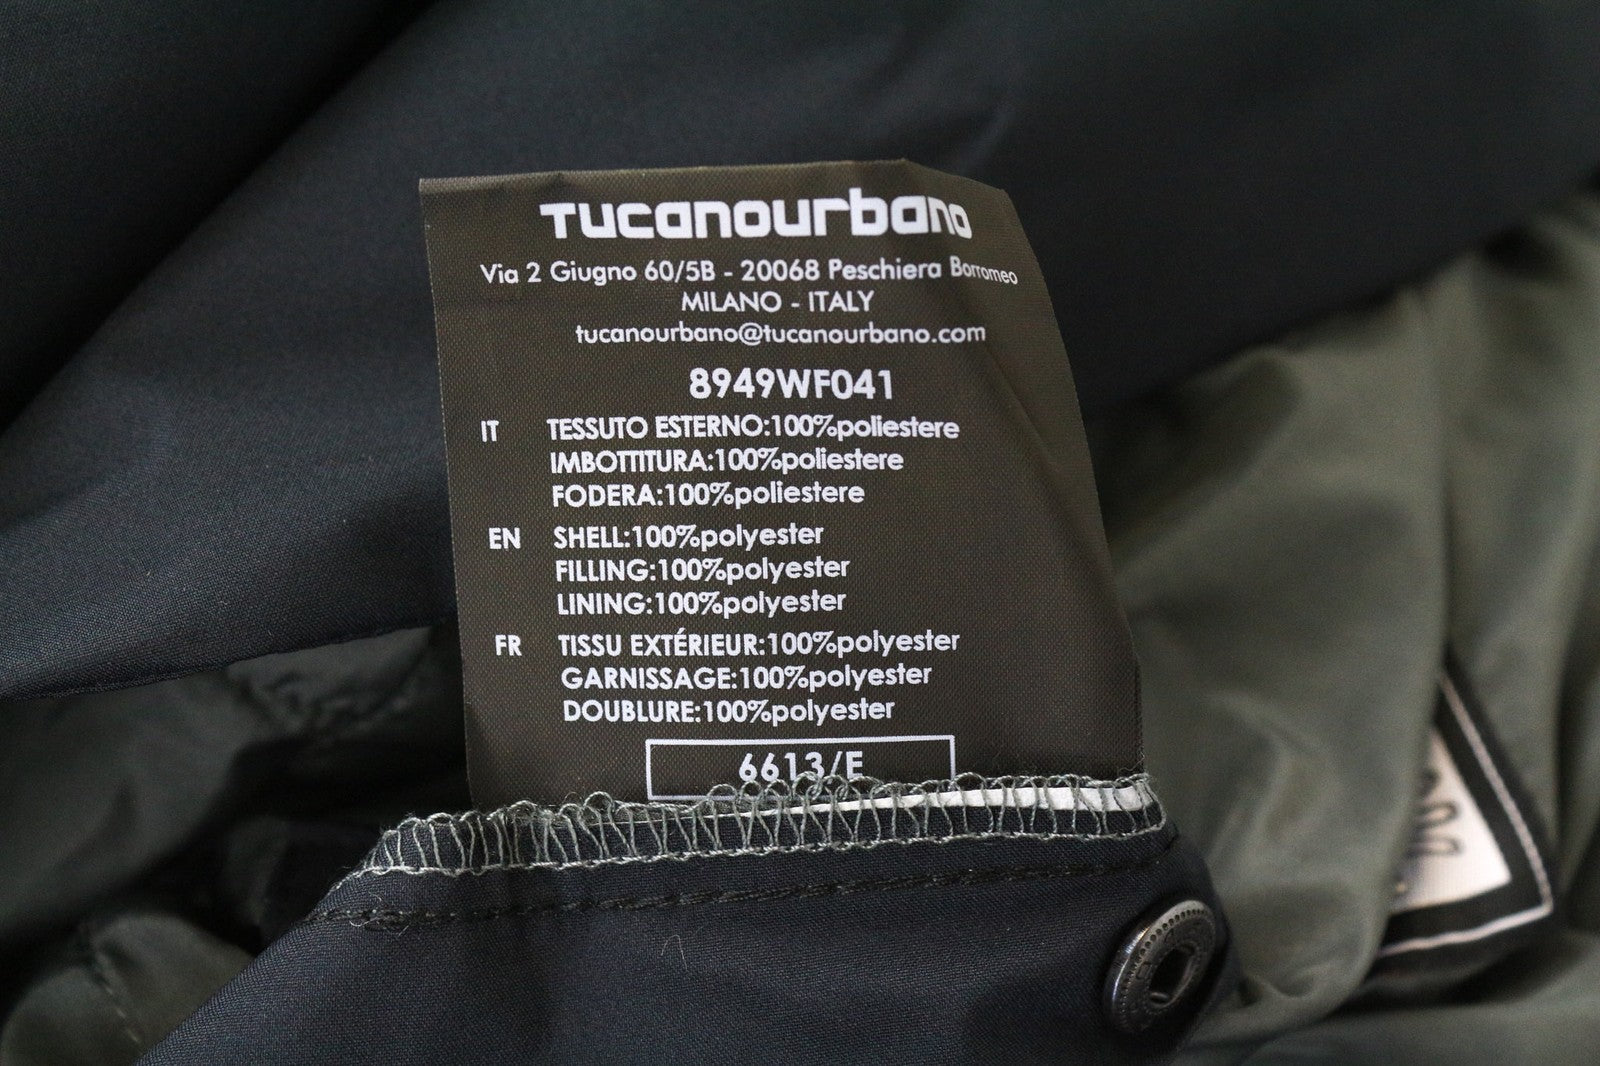 TUCANOURBANO
Via 2 Giugno 60/5B - 20068 Peschiera Borromeo
MILANO - ITALY
tucanourbano@tucanourbano.com
8949WF041
IT TESSUTO ESTERNO:100%poliestere
IMBOTTITURA:100%poliestere
FODERA:100%poliestere
EN SHELL:100%polyester
FILLING:100%polyester
LINING:100%polyester
FR TISSU EXTÉRIEUR:100%polyester
GARNISSAGE:100%polyester
DOUBLURE:100%polyester
6613/E